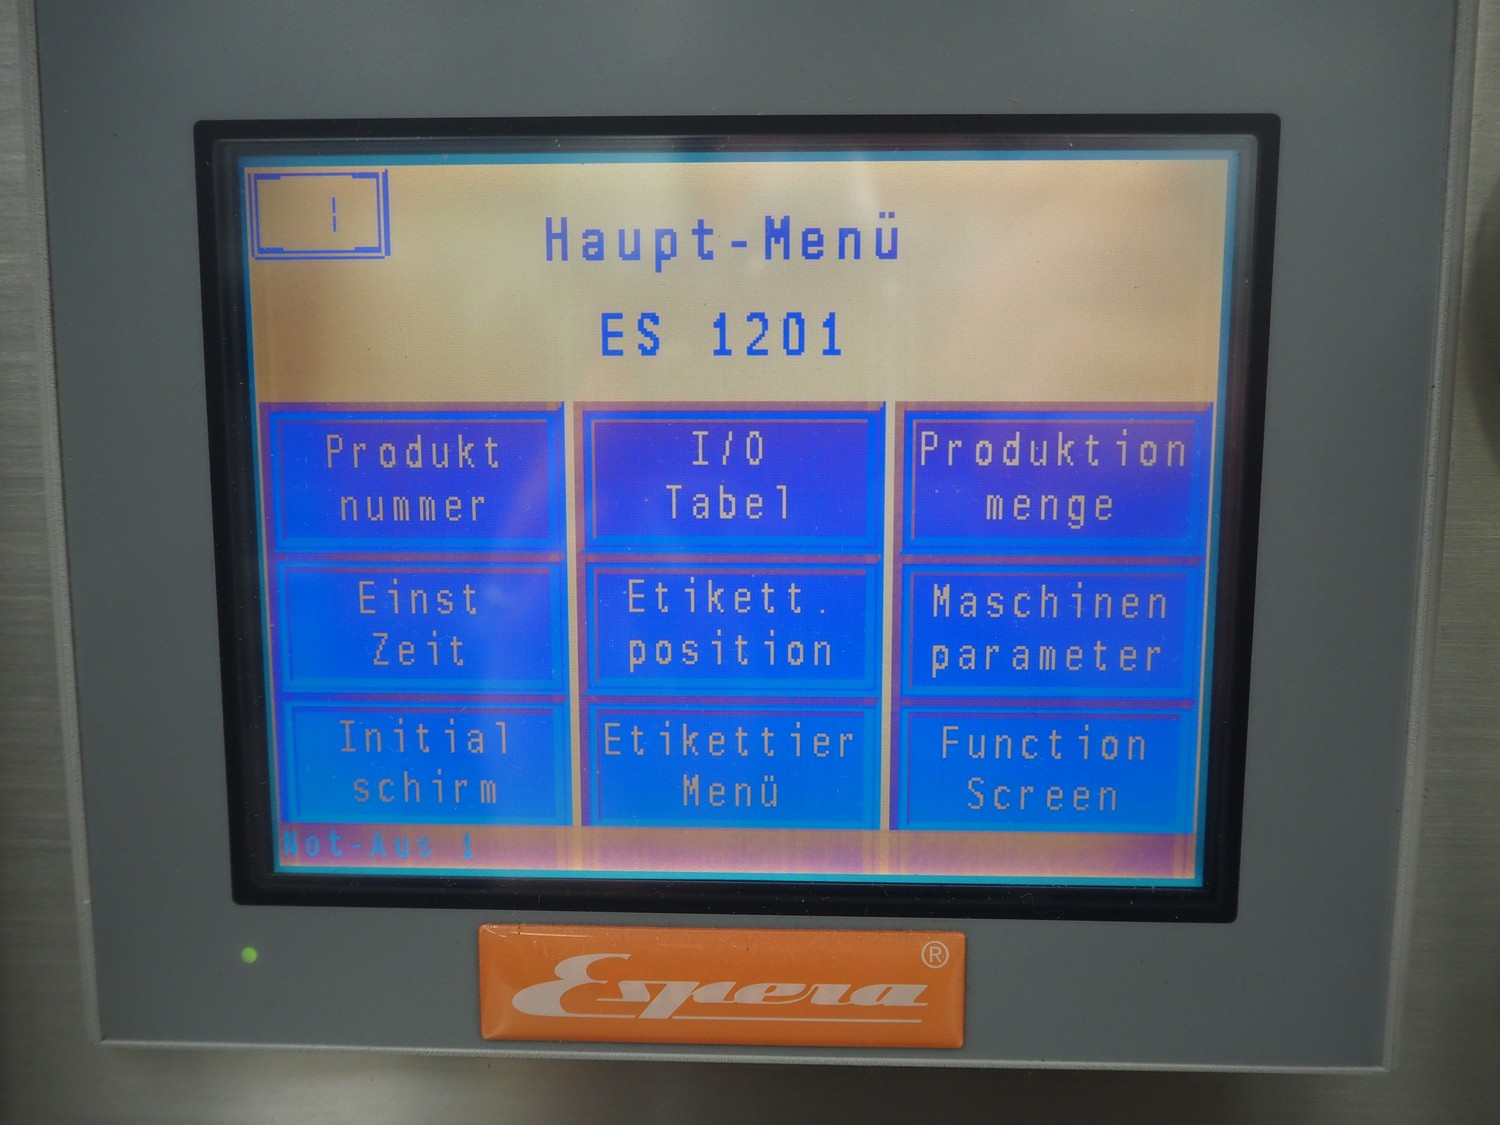 1
Haupt-Menü
ES 1201
Produkt
nummer
I/O
Tabel
Produktion
menge
Einst
Zeit
Etikett.
position
Maschinen
parameter
Initial
schirm
Etikettier
Menü
Function
Screen
Not-Aus 1
Espera®